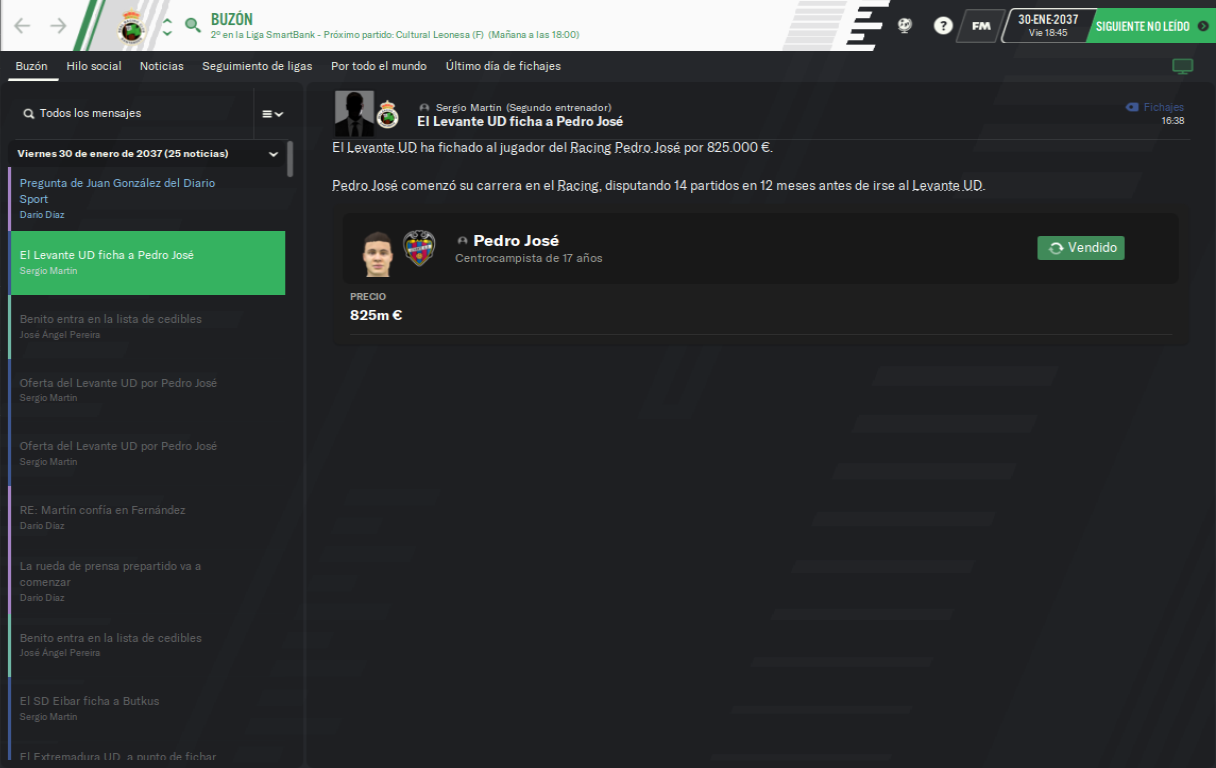 BUZÓN
2º en la Liga SmartBank - Próximo partido: Cultural Leonesa (F) (Mañana a las 18:00)
?
FM
30-ENE-2037
Vie 18:45
SIGUIENTE NO LEÍDO
Buzón Hilo social Noticias Seguimiento de ligas Por todo el mundo Último día de fichajes
Todos los mensajes
Viernes 30 de enero de 2037 (25 noticias)
Pregunta de Juan González del Diario
Sport
Darío Díaz
El Levante UD ficha a Pedro José
Sergio Martín
Benito entra en la lista de cedibles
José Ángel Pereira
Oferta del Levante UD por Pedro José
Sergio Martín
Oferta del Levante UD por Pedro José
Sergio Martín
RE: Martín confía en Fernández
Darío Díaz
La rueda de prensa prepartido va a
comenzar
Darío Díaz
Benito entra en la lista de cedibles
José Ángel Pereira
El SD Eibar ficha a Butkus
Sergio Martín
El Extremadura UD, a punto de fichar
Sergio Martín (Segundo entrenador)
El Levante UD ficha a Pedro José
Fichajes
16:38
El Levante UD ha fichado al jugador del Racing Pedro José por 825.000 €.
Pedro José comenzó su carrera en el Racing, disputando 14 partidos en 12 meses antes de irse al Levante UD.
Pedro José
Centrocampista de 17 años
Vendido
PRECIO
825m €